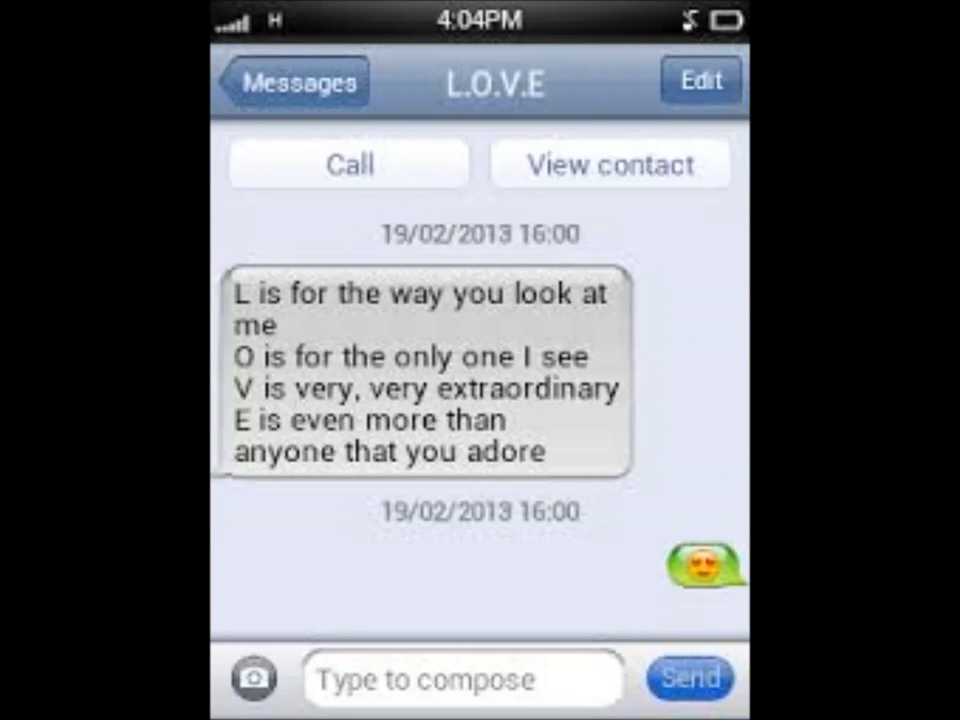 H 4:04PM
Messages L.O.V.E Edit
Call View contact
19/02/2013 16:00
L is for the way you look at
me
O is for the only one I see
V is very, very extraordinary
E is even more than
anyone that you adore
19/02/2013 16:00
Type to compose Send